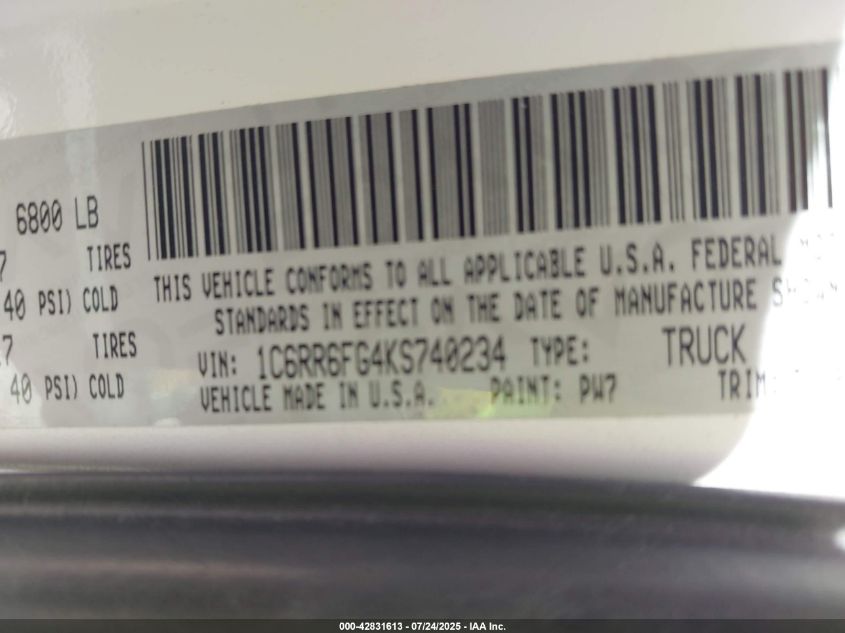 6800 LB
7 TIRES
40 PSI) COLD
7 TIRES
40 PSI) COLD
THIS VEHICLE CONFORMS TO ALL APPLICABLE U.S.A. FEDERAL
STANDARDS IN EFFECT ON THE DATE OF MANUFACTURE
VIN: 1C6RR6FG4KS740234 TYPE: TRUCK
VEHICLE MADE IN U.S.A. PAINT: PW7 TRIM:
000-42831613 - 07/24/2025 - IAA Inc.